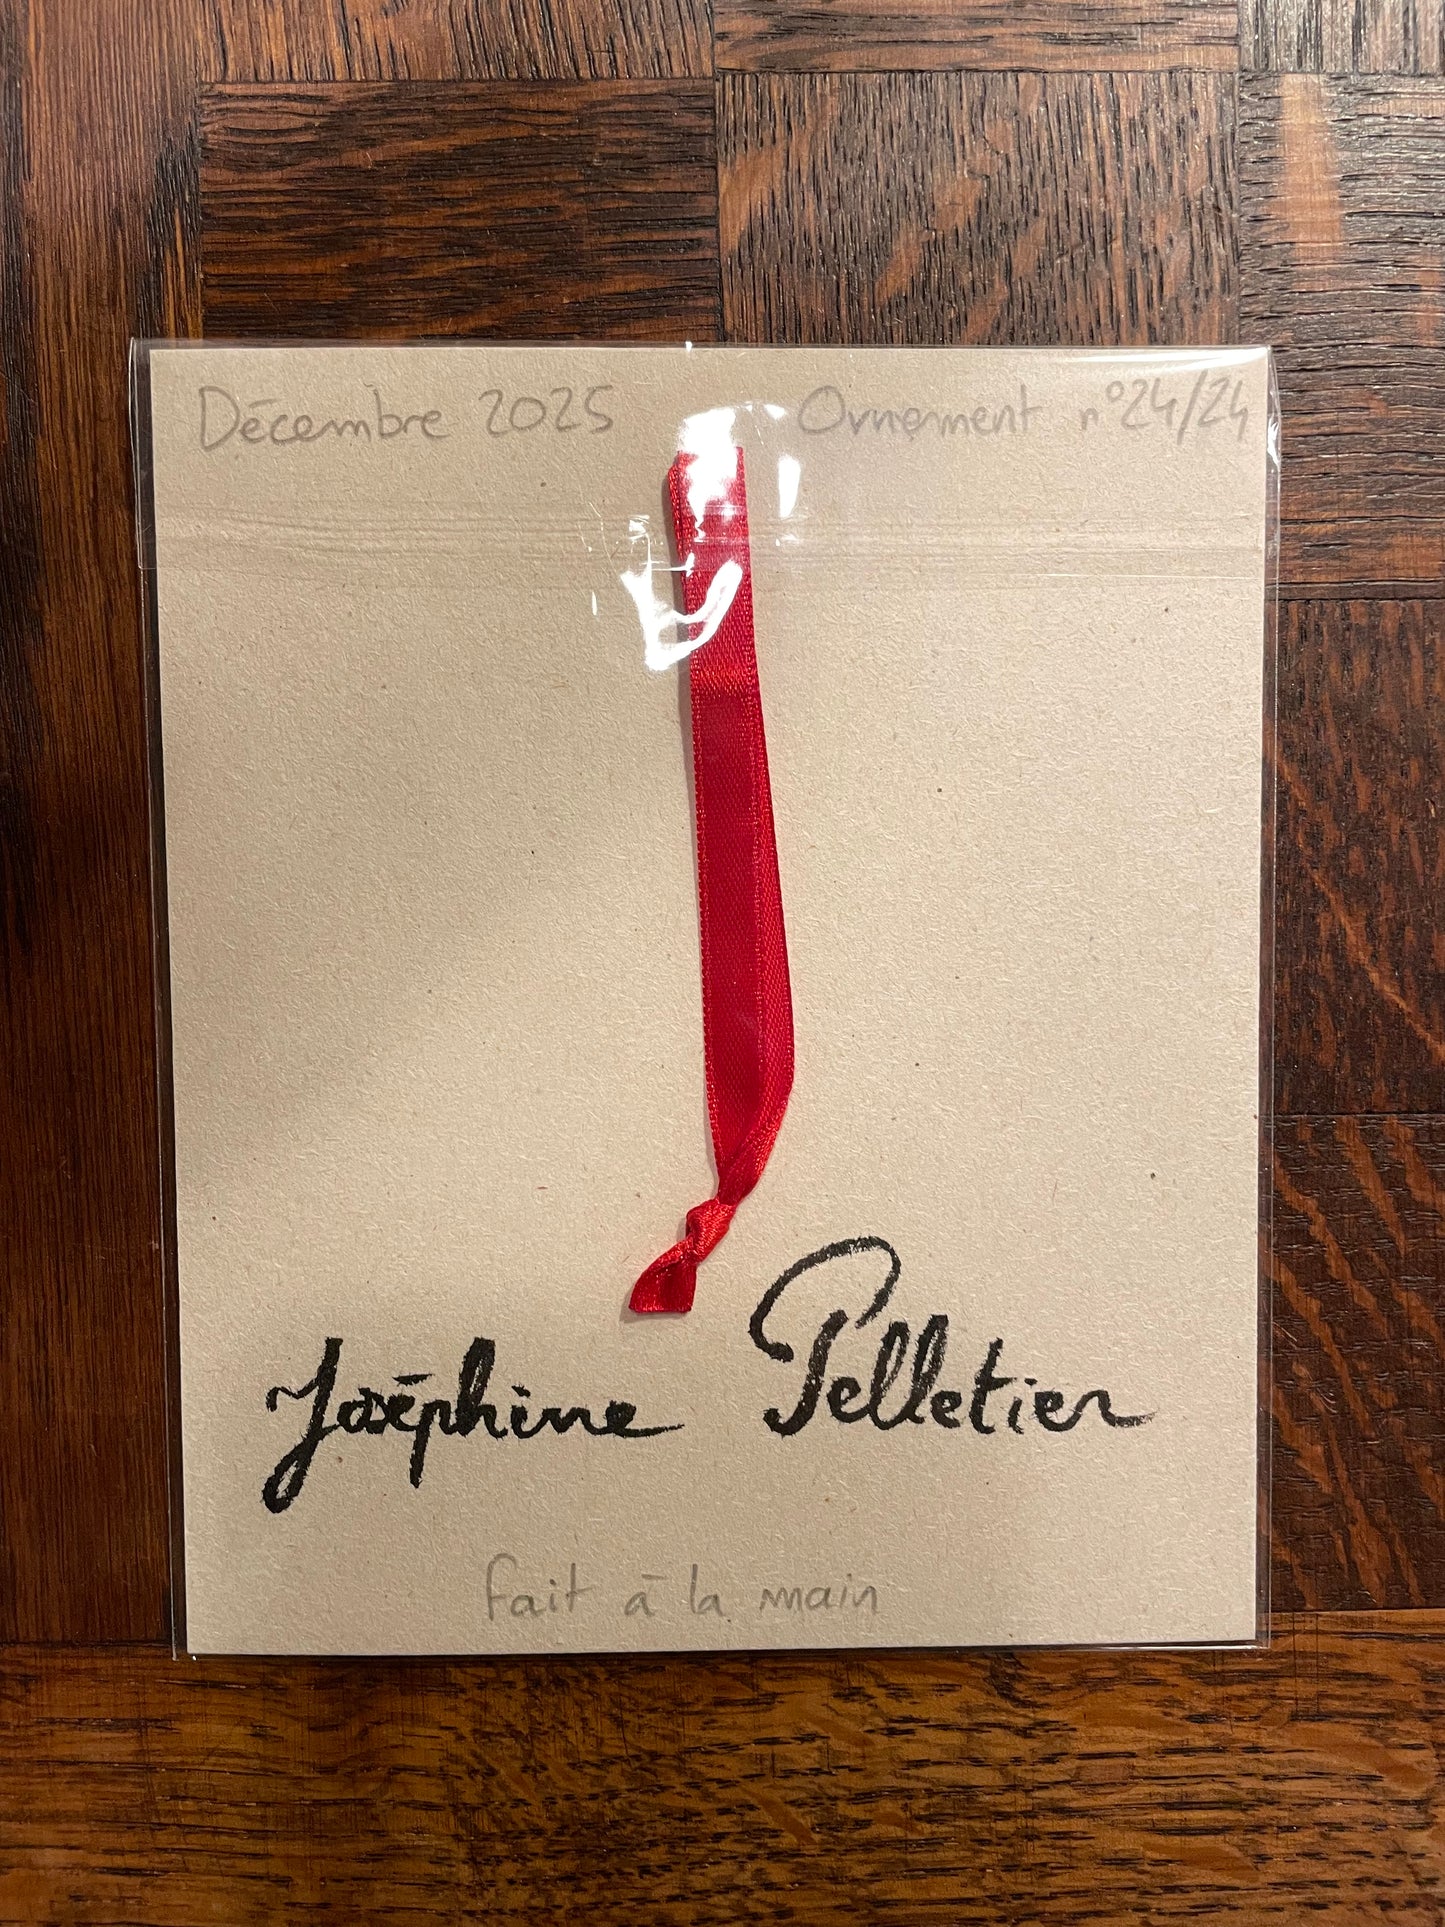 Décembre 2025 Ornement n°24/24
Joséphine Pelletier
fait à la main